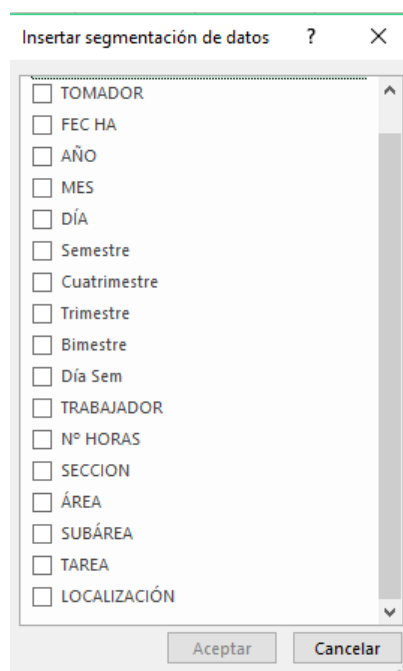 Insertar segmentación de datos ? ×
TOMADOR
FEC HA
AÑO
MES
DÍA
Semestre
Cuatrimestre
Trimestre
Bimestre
Día Sem
TRABAJADOR
Nº HORAS
SECCION
ÁREA
SUBÁREA
TAREA
LOCALIZACIÓN
Aceptar Cancelar